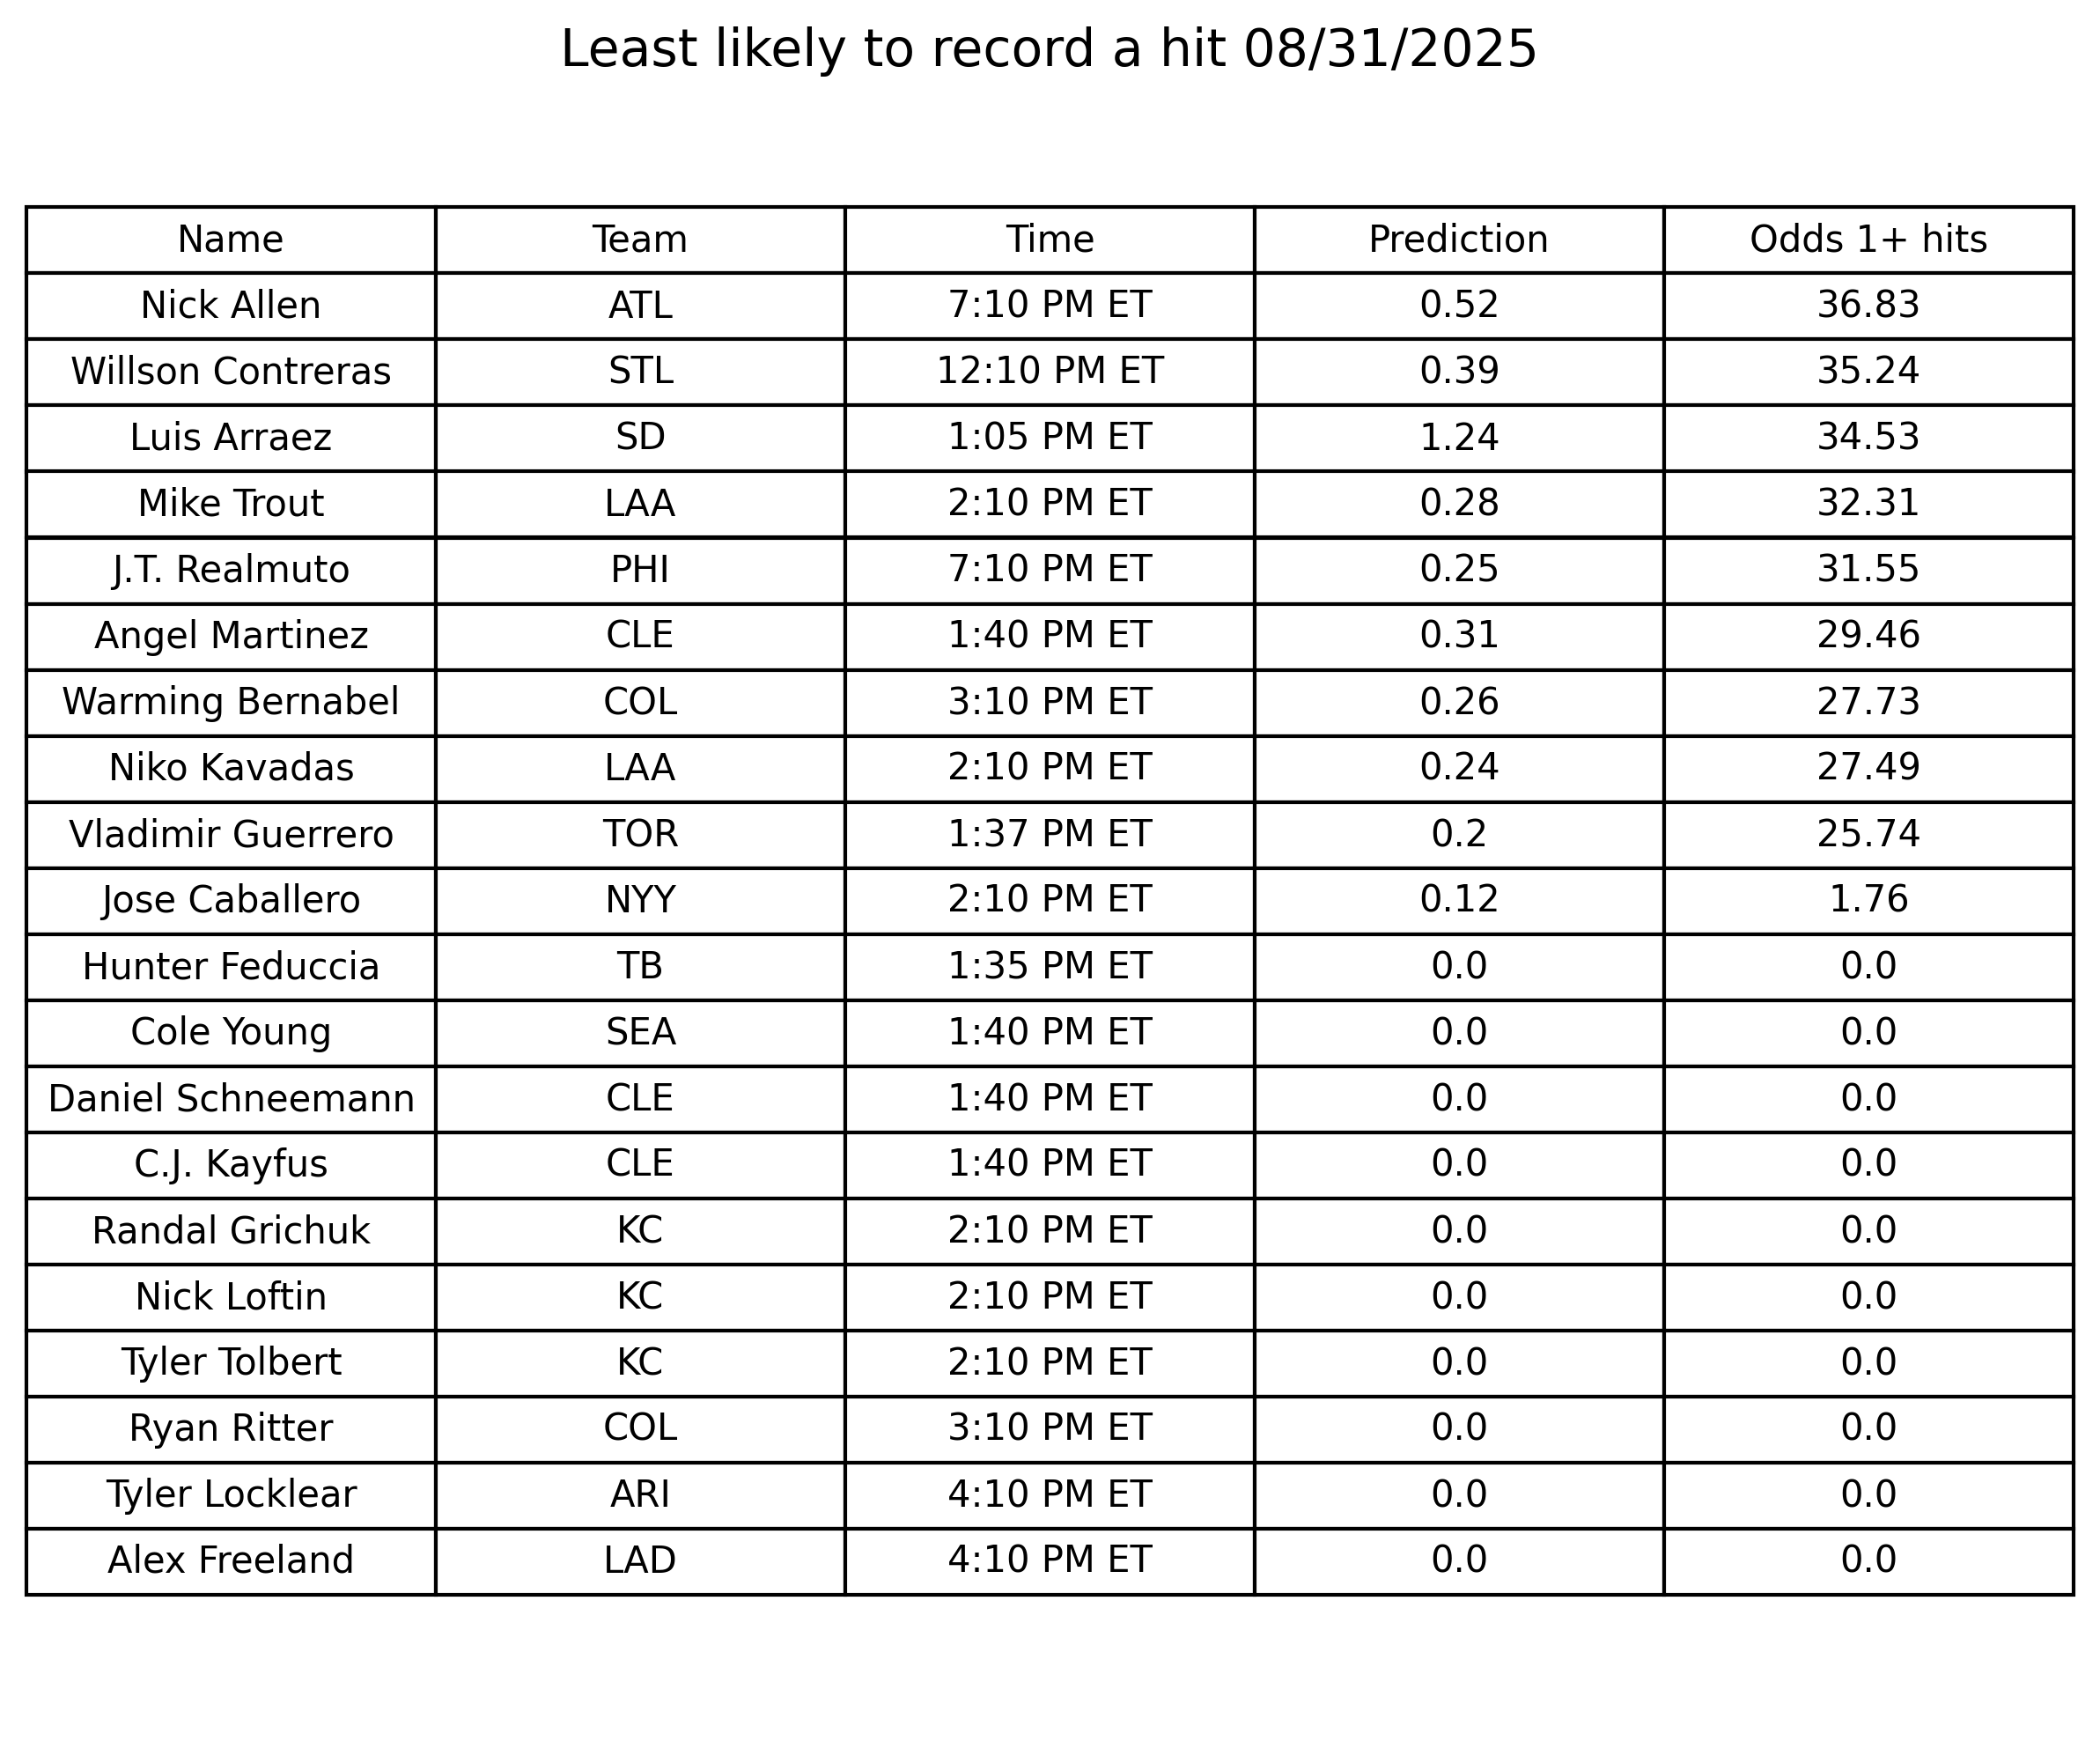 Least likely to record a hit 08/31/2025
Name Team Time Prediction Odds 1+ hits
Nick Allen ATL 7:10 PM ET 0.52 36.83
Willson Contreras STL 12:10 PM ET 0.39 35.24
Luis Arraez SD 1:05 PM ET 1.24 34.53
Mike Trout LAA 2:10 PM ET 0.28 32.31
J.T. Realmuto PHI 7:10 PM ET 0.25 31.55
Angel Martinez CLE 1:40 PM ET 0.31 29.46
Warming Bernabel COL 3:10 PM ET 0.26 27.73
Niko Kavadas LAA 2:10 PM ET 0.24 27.49
Vladimir Guerrero TOR 1:37 PM ET 0.2 25.74
Jose Caballero NYY 2:10 PM ET 0.12 1.76
Hunter Feduccia TB 1:35 PM ET 0.0 0.0
Cole Young SEA 1:40 PM ET 0.0 0.0
Daniel Schneemann CLE 1:40 PM ET 0.0 0.0
C.J. Kayfus CLE 1:40 PM ET 0.0 0.0
Randal Grichuk KC 2:10 PM ET 0.0 0.0
Nick Loftin KC 2:10 PM ET 0.0 0.0
Tyler Tolbert KC 2:10 PM ET 0.0 0.0
Ryan Ritter COL 3:10 PM ET 0.0 0.0
Tyler Locklear ARI 4:10 PM ET 0.0 0.0
Alex Freeland LAD 4:10 PM ET 0.0 0.0